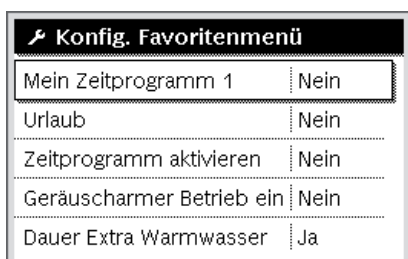 Konfig. Favoritenmenü
Mein Zeitprogramm 1 Nein
Urlaub Nein
Zeitprogramm aktivieren Nein
Geräuscharmer Betrieb ein Nein
Dauer Extra Warmwasser Ja